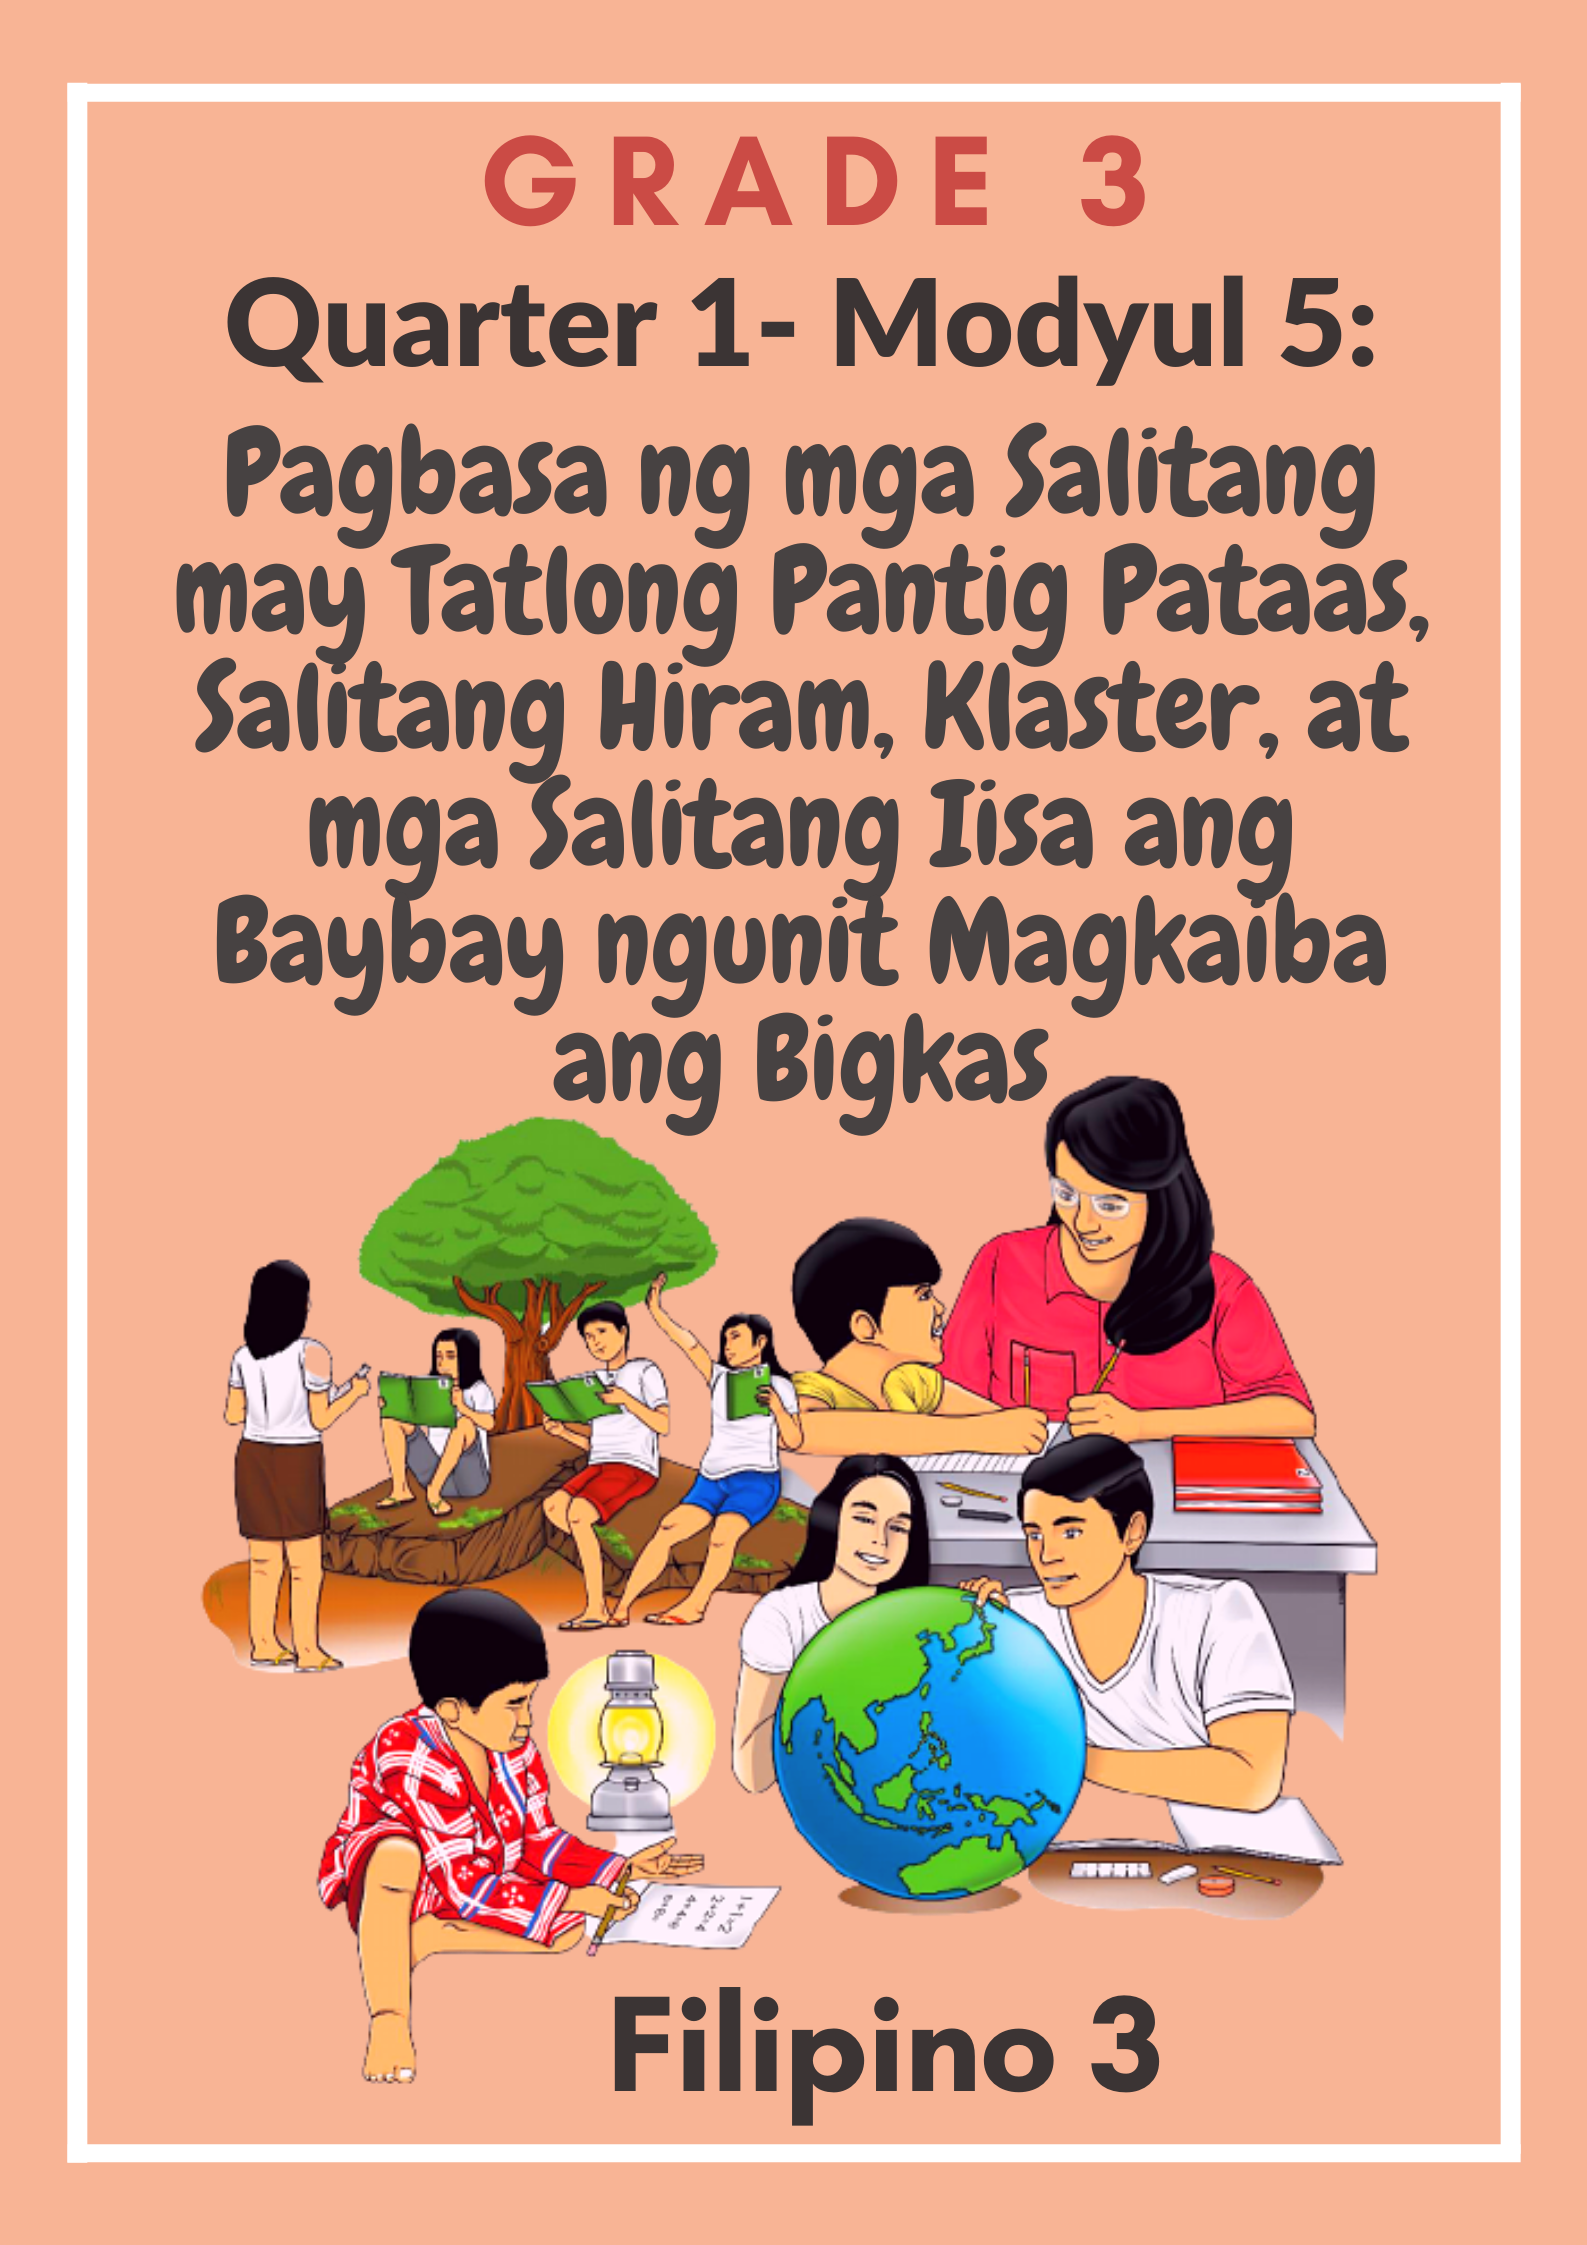 GRADE 3
Quarter 1- Modyul 5:
Pagbasa ng mga Salitang
may Tatlong Pantig Pataas,
Salitang Hiram, Klaster, at
mga Salitang Iisa ang
Baybay ngunit Magkaiba
ang Bigkas
1+1=2
2+2=4
4+4=8
Filipino 3